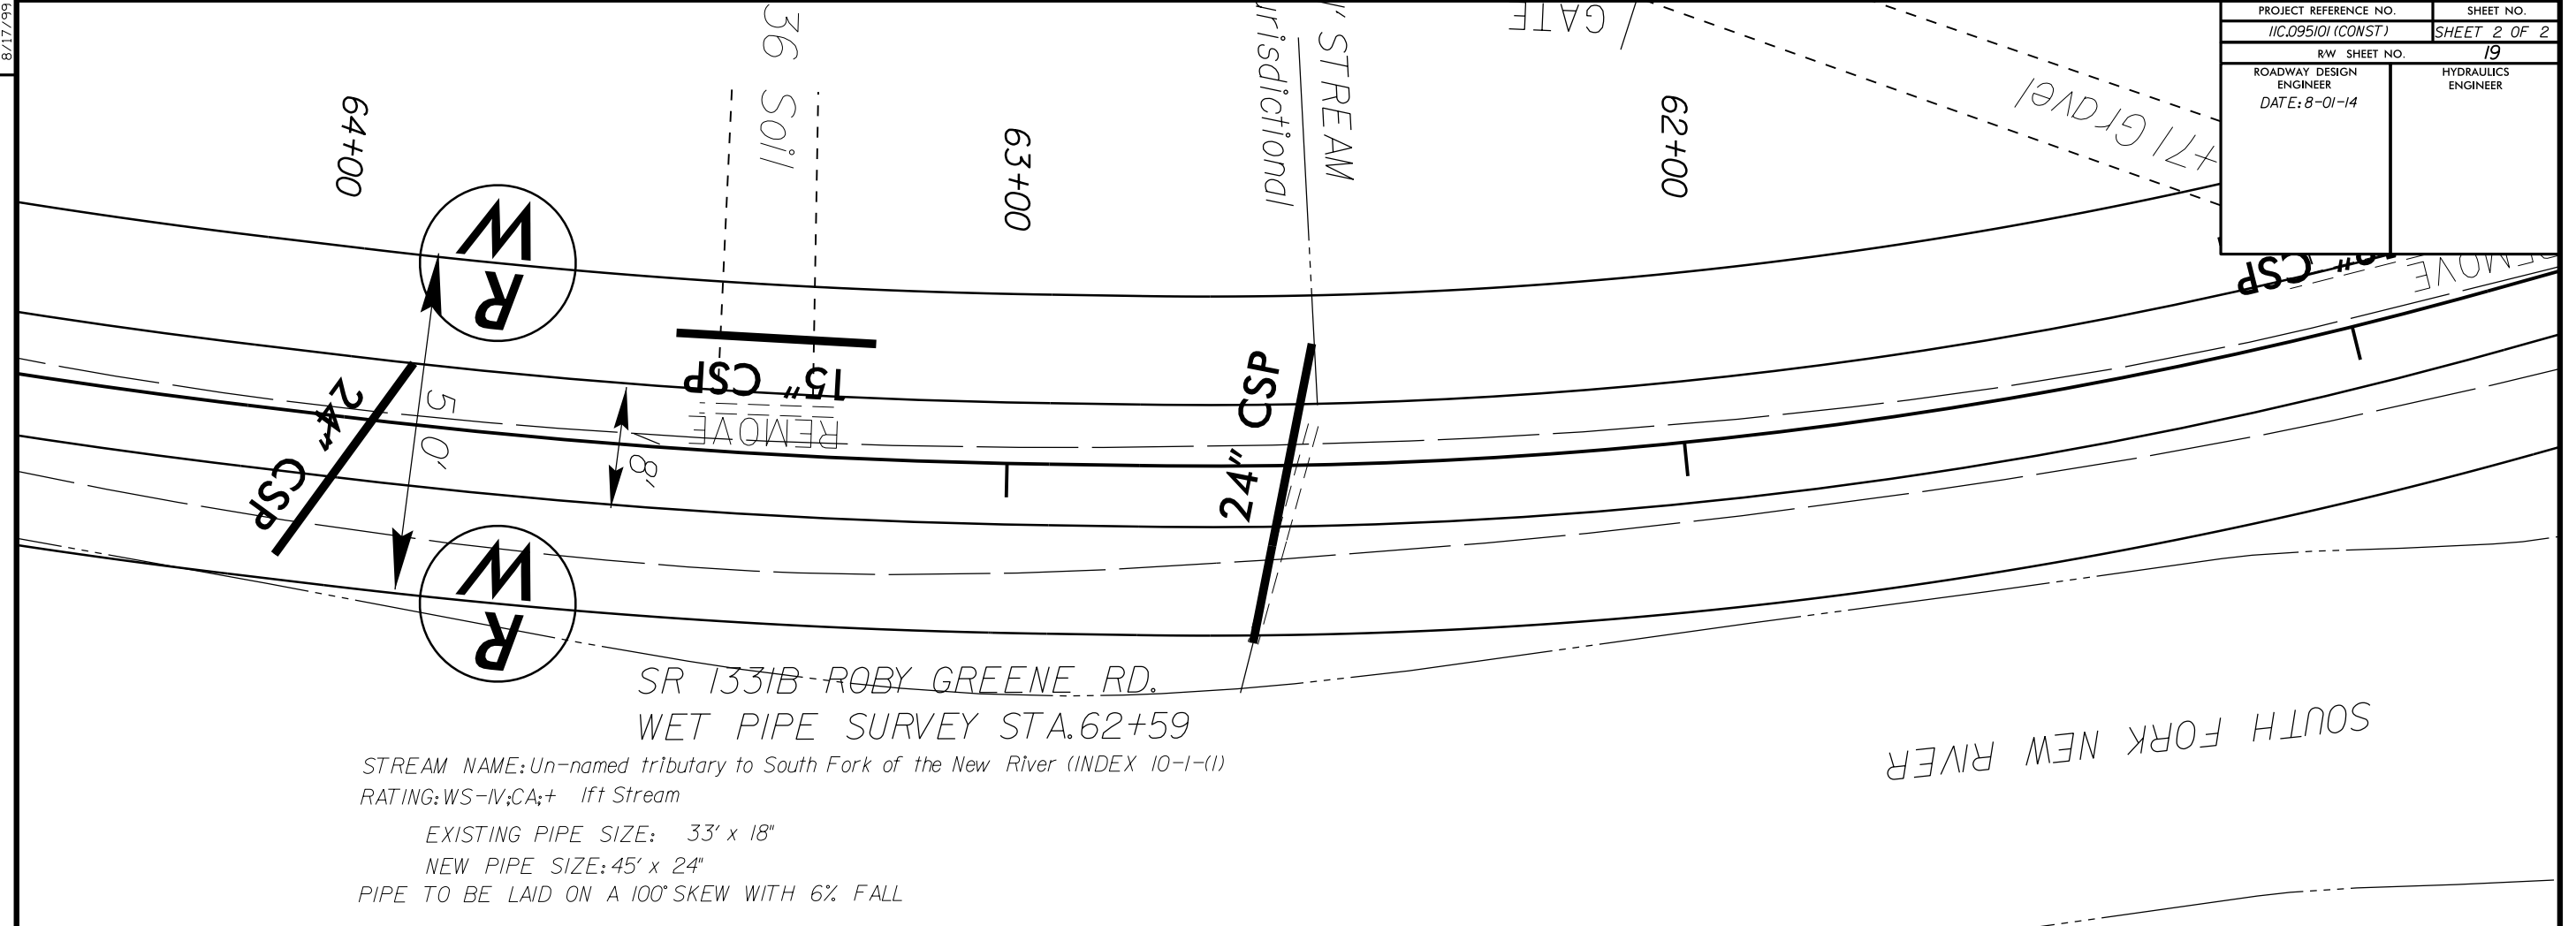 8/17/99
PROJECT REFERENCE NO.
SHEET NO.
11C.095101 (CONST)
SHEET 2 OF 2
RW SHEET NO.
19
ROADWAY DESIGN
ENGINEER
HYDRAULICS
ENGINEER
DATE: 8-01-14
64+00
36 Soil
63+00
STREAM
62+00
GATE
+71 Gravel
R
W
24" CSP
50'
18'
15" CSP
REMOVE
24" CSP
CSP
R
W
SR 1331B ROBY GREENE RD.
WET PIPE SURVEY STA.62+59
STREAM NAME: Un-named tributary to South Fork of the New River (INDEX 10-1-(1)
RATING: WS-IV;CA;+ 1ft Stream
EXISTING PIPE SIZE: 33' x 18"
NEW PIPE SIZE: 45' x 24"
PIPE TO BE LAID ON A 100° SKEW WITH 6% FALL
SOUTH FORK NEW RIVER